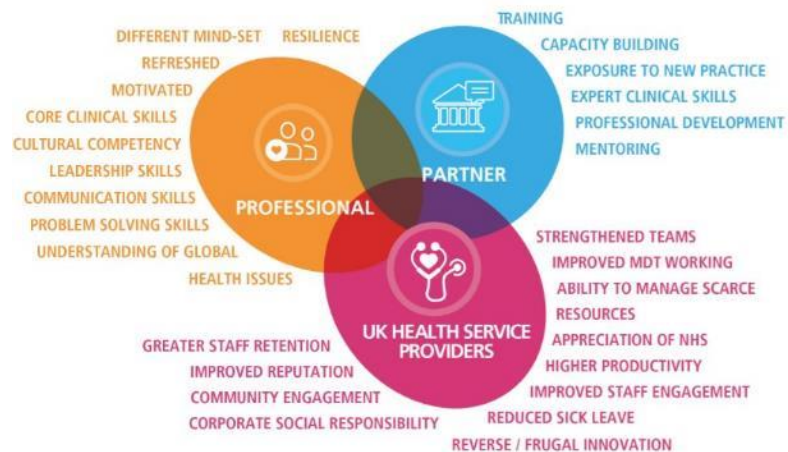 DIFFERENT MIND-SET
RESILIENCE
REFRESHED
MOTIVATED
CORE CLINICAL SKILLS
CULTURAL COMPETENCY
LEADERSHIP SKILLS
COMMUNICATION SKILLS
PROBLEM SOLVING SKILLS
UNDERSTANDING OF GLOBAL
HEALTH ISSUES
PROFESSIONAL
TRAINING
CAPACITY BUILDING
EXPOSURE TO NEW PRACTICE
EXPERT CLINICAL SKILLS
PROFESSIONAL DEVELOPMENT
MENTORING
PARTNER
UK HEALTH SERVICE
PROVIDERS
STRENGTHENED TEAMS
IMPROVED MDT WORKING
ABILITY TO MANAGE SCARCE
RESOURCES
APPRECIATION OF NHS
HIGHER PRODUCTIVITY
IMPROVED STAFF ENGAGEMENT
REDUCED SICK LEAVE
REVERSE / FRUGAL INNOVATION
GREATER STAFF RETENTION
IMPROVED REPUTATION
COMMUNITY ENGAGEMENT
CORPORATE SOCIAL RESPONSIBILITY